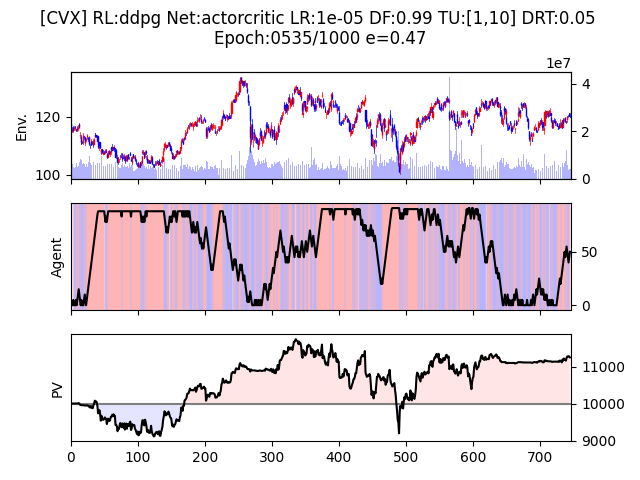 [CVX] RL:ddpg Net:actorcritic LR:1e-05 DF:0.99 TU:[1,10] DRT:0.05
Epoch:0535/1000 e=0.47
1e7
Env.
120
100
4
2
0
Agent
50
0
PV
11000
10000
9000
0 100 200 300 400 500 600 700